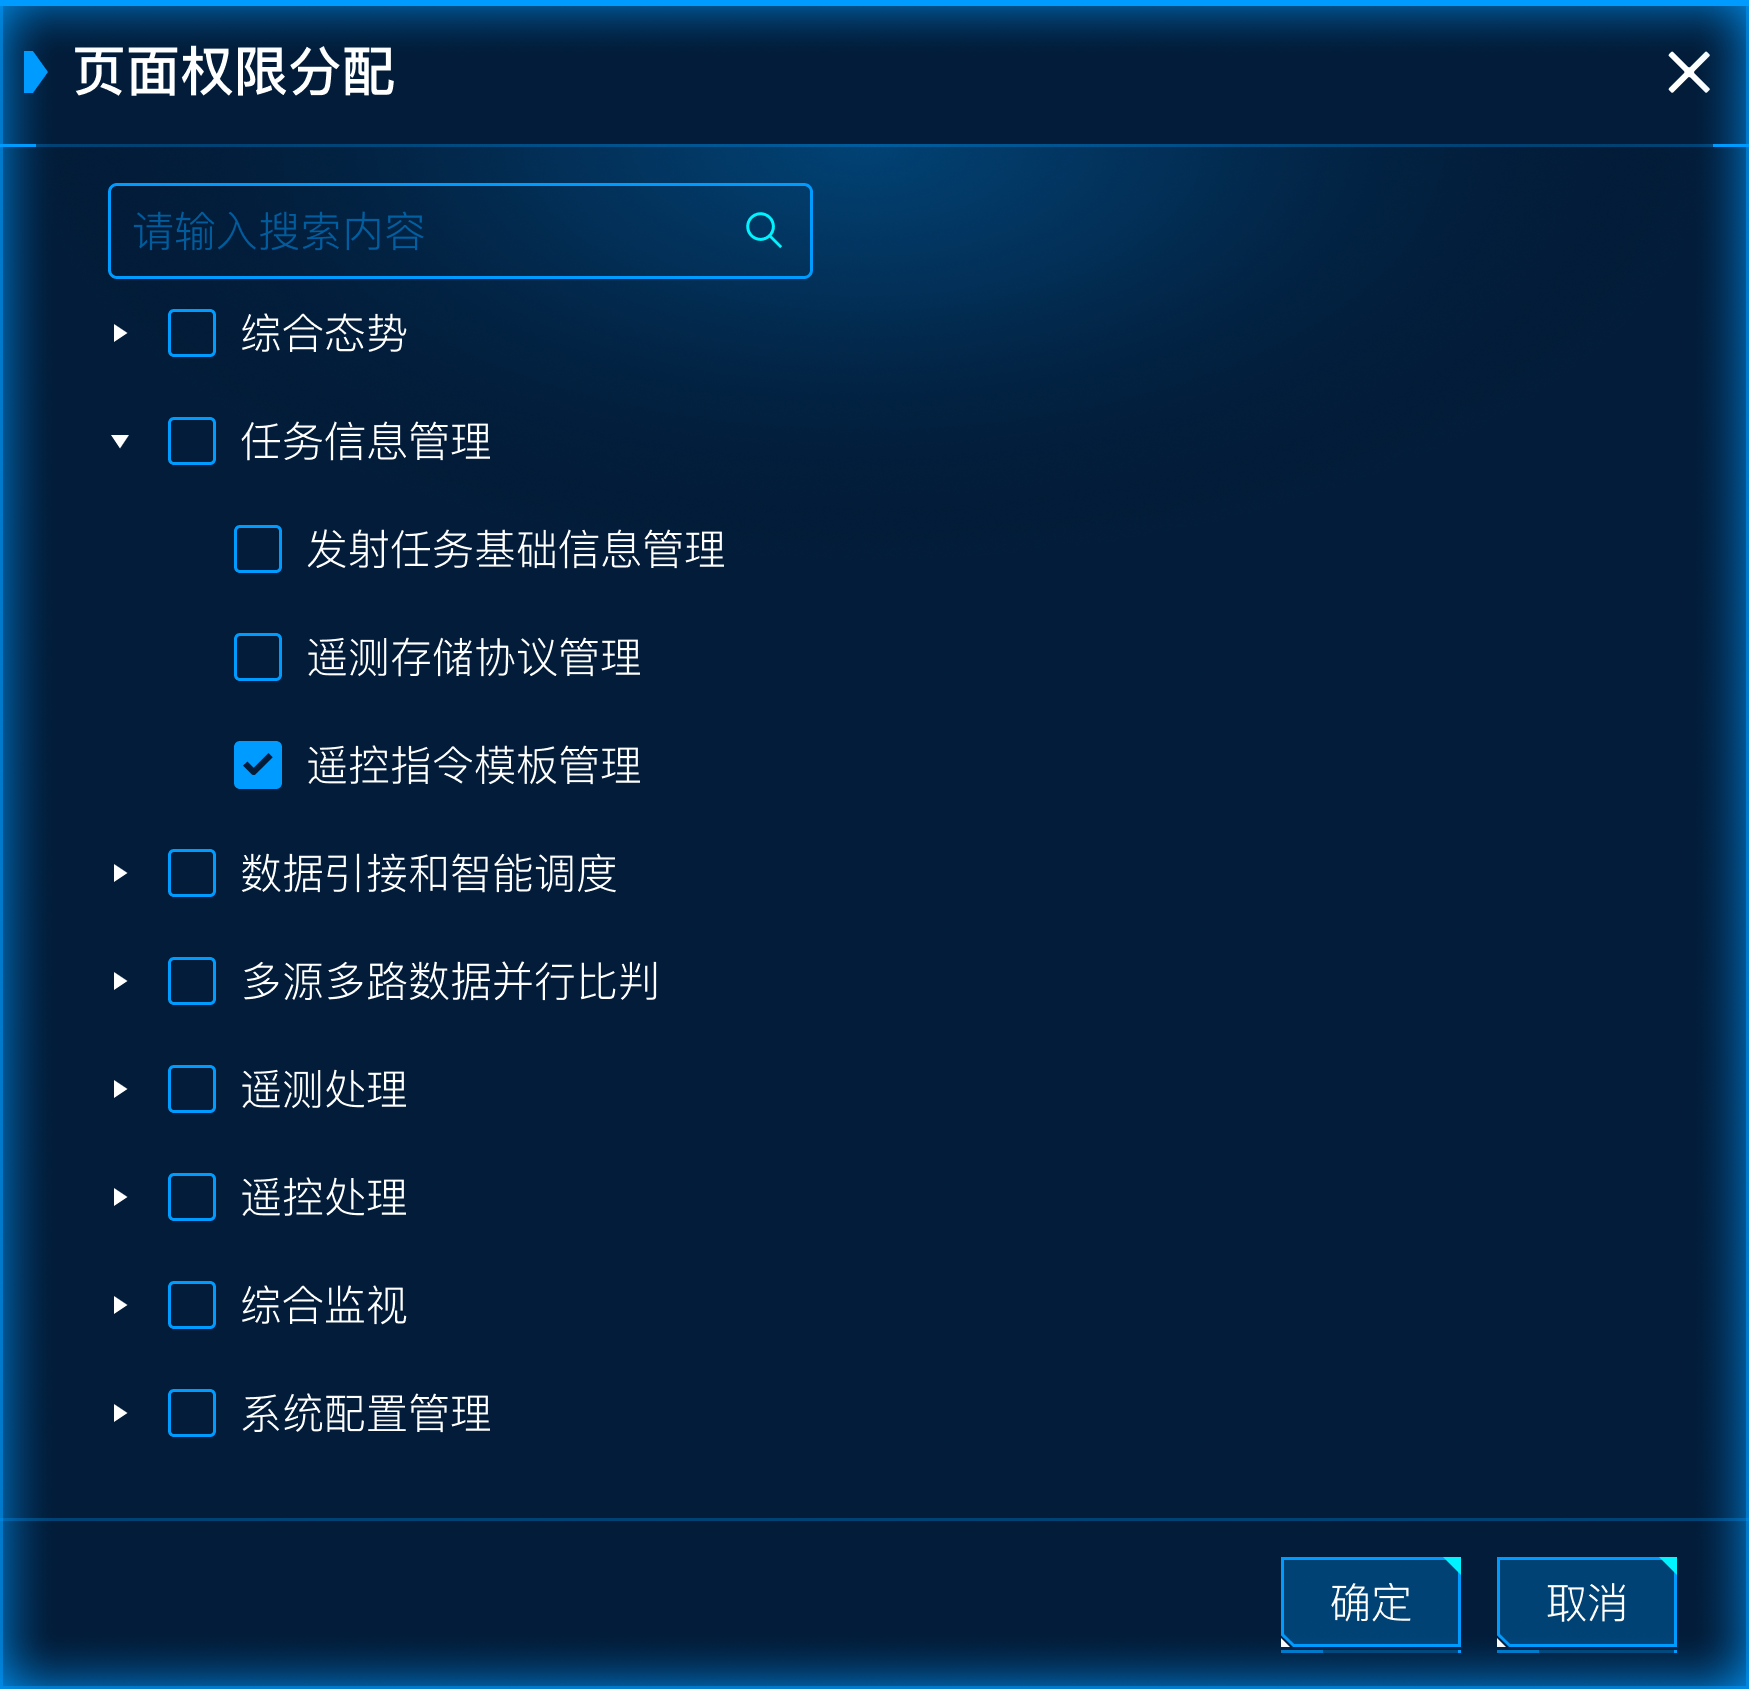 页面权限分配
请输入搜索内容
综合态势
任务信息管理
发射任务基础信息管理
遥测存储协议管理
遥控指令模板管理
数据引接和智能调度
多源多路数据并行比判
遥测处理
遥控处理
综合监视
系统配置管理
确定
取消